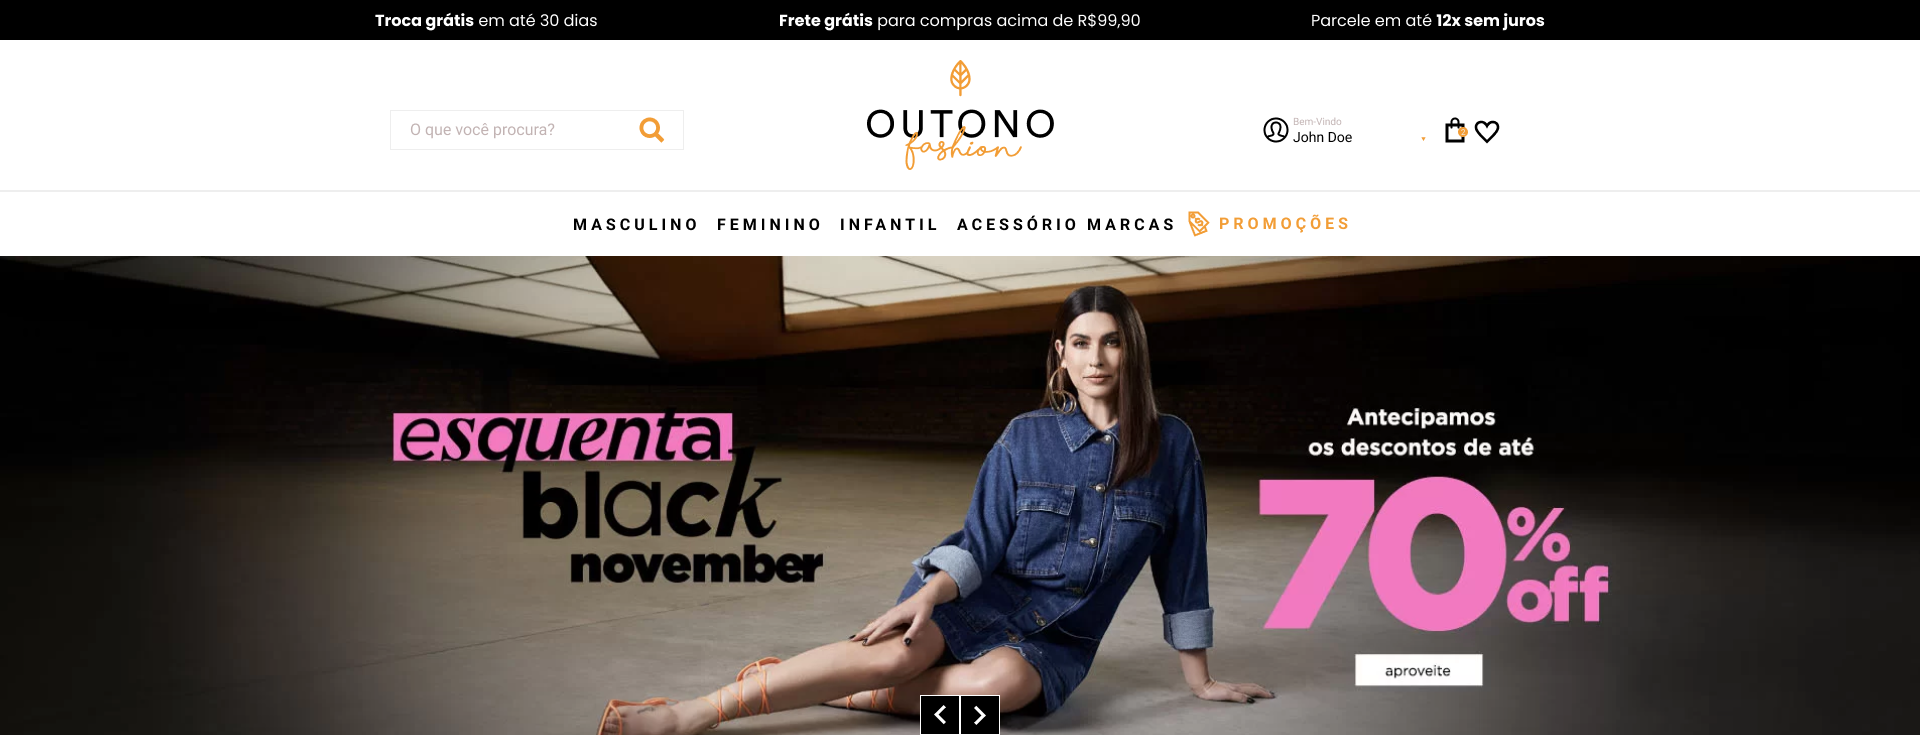 Troca grátis em até 30 dias
Frete grátis para compras acima de R$99,90
Parcele em até 12x sem juros
O que você procura?
OUTONO
fashion
Bem-Vindo
John Doe
MASCULINO FEMININO INFANTIL ACESSÓRIO MARCAS PROMOÇÕES
esquenta
black
november
Antecipamos
os descontos de até
70%
off
aproveite